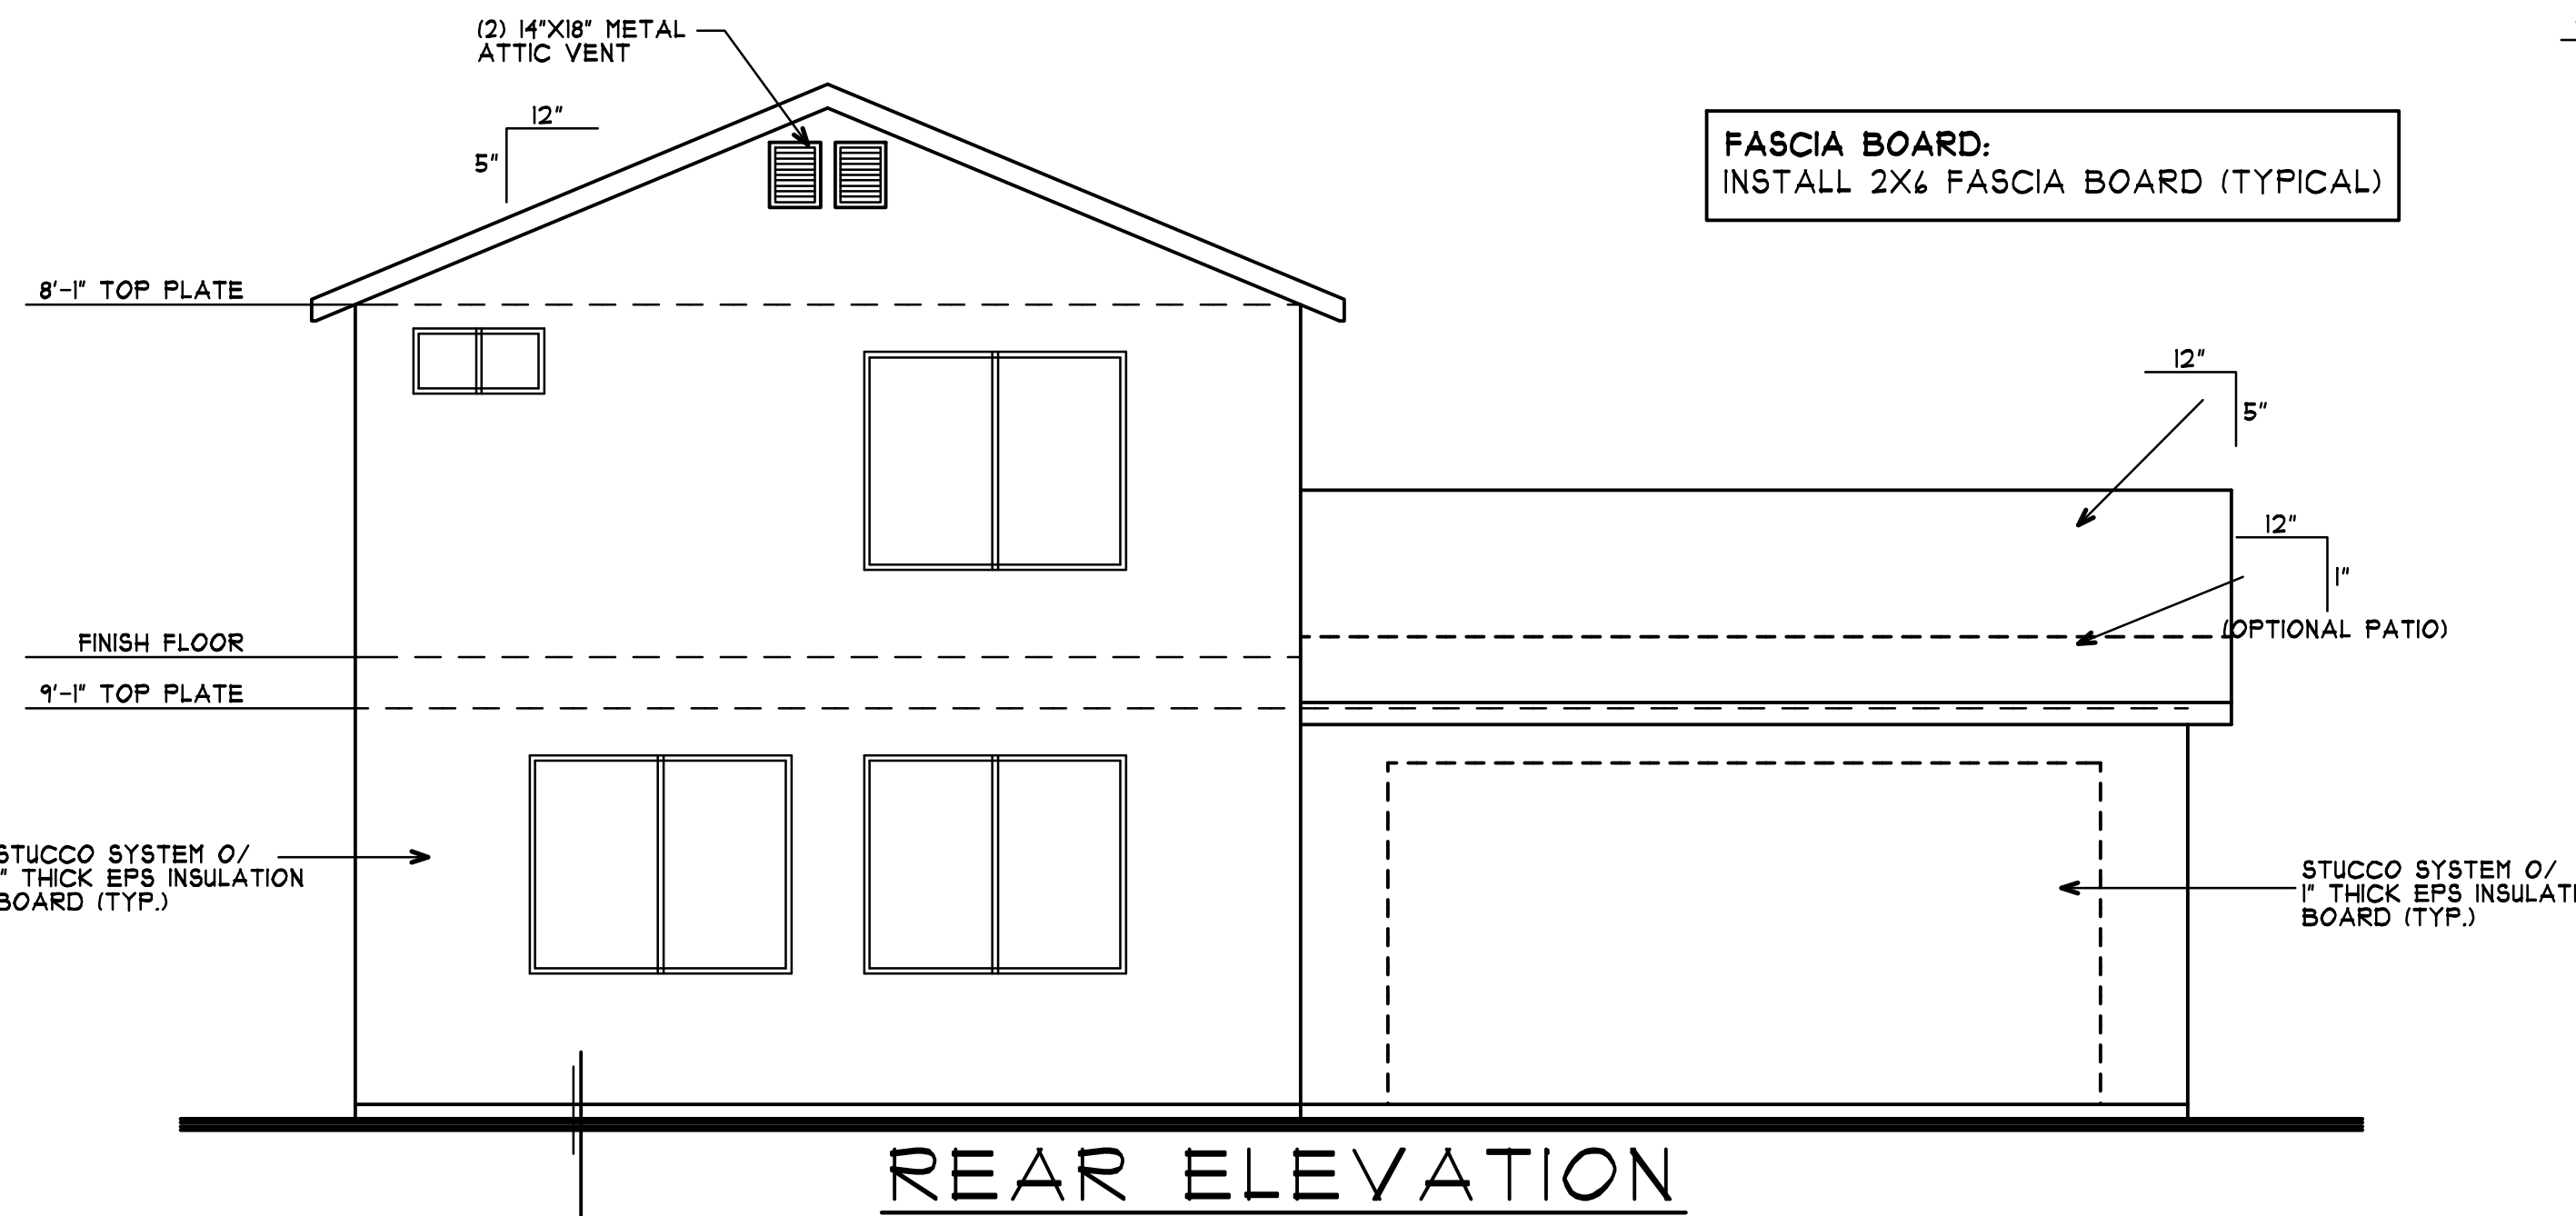 (2) 14"X18" METAL
ATTIC VENT
12"
5"
FASCIA BOARD:
INSTALL 2X6 FASCIA BOARD (TYPICAL)
8'-1" TOP PLATE
12"
5"
12"
1"
(OPTIONAL PATIO)
FINISH FLOOR
9'-1" TOP PLATE
STUCCO SYSTEM O/
" THICK EPS INSULATION
BOARD (TYP.)
STUCCO SYSTEM O/
1" THICK EPS INSULATI
BOARD (TYP.)
REAR ELEVATION